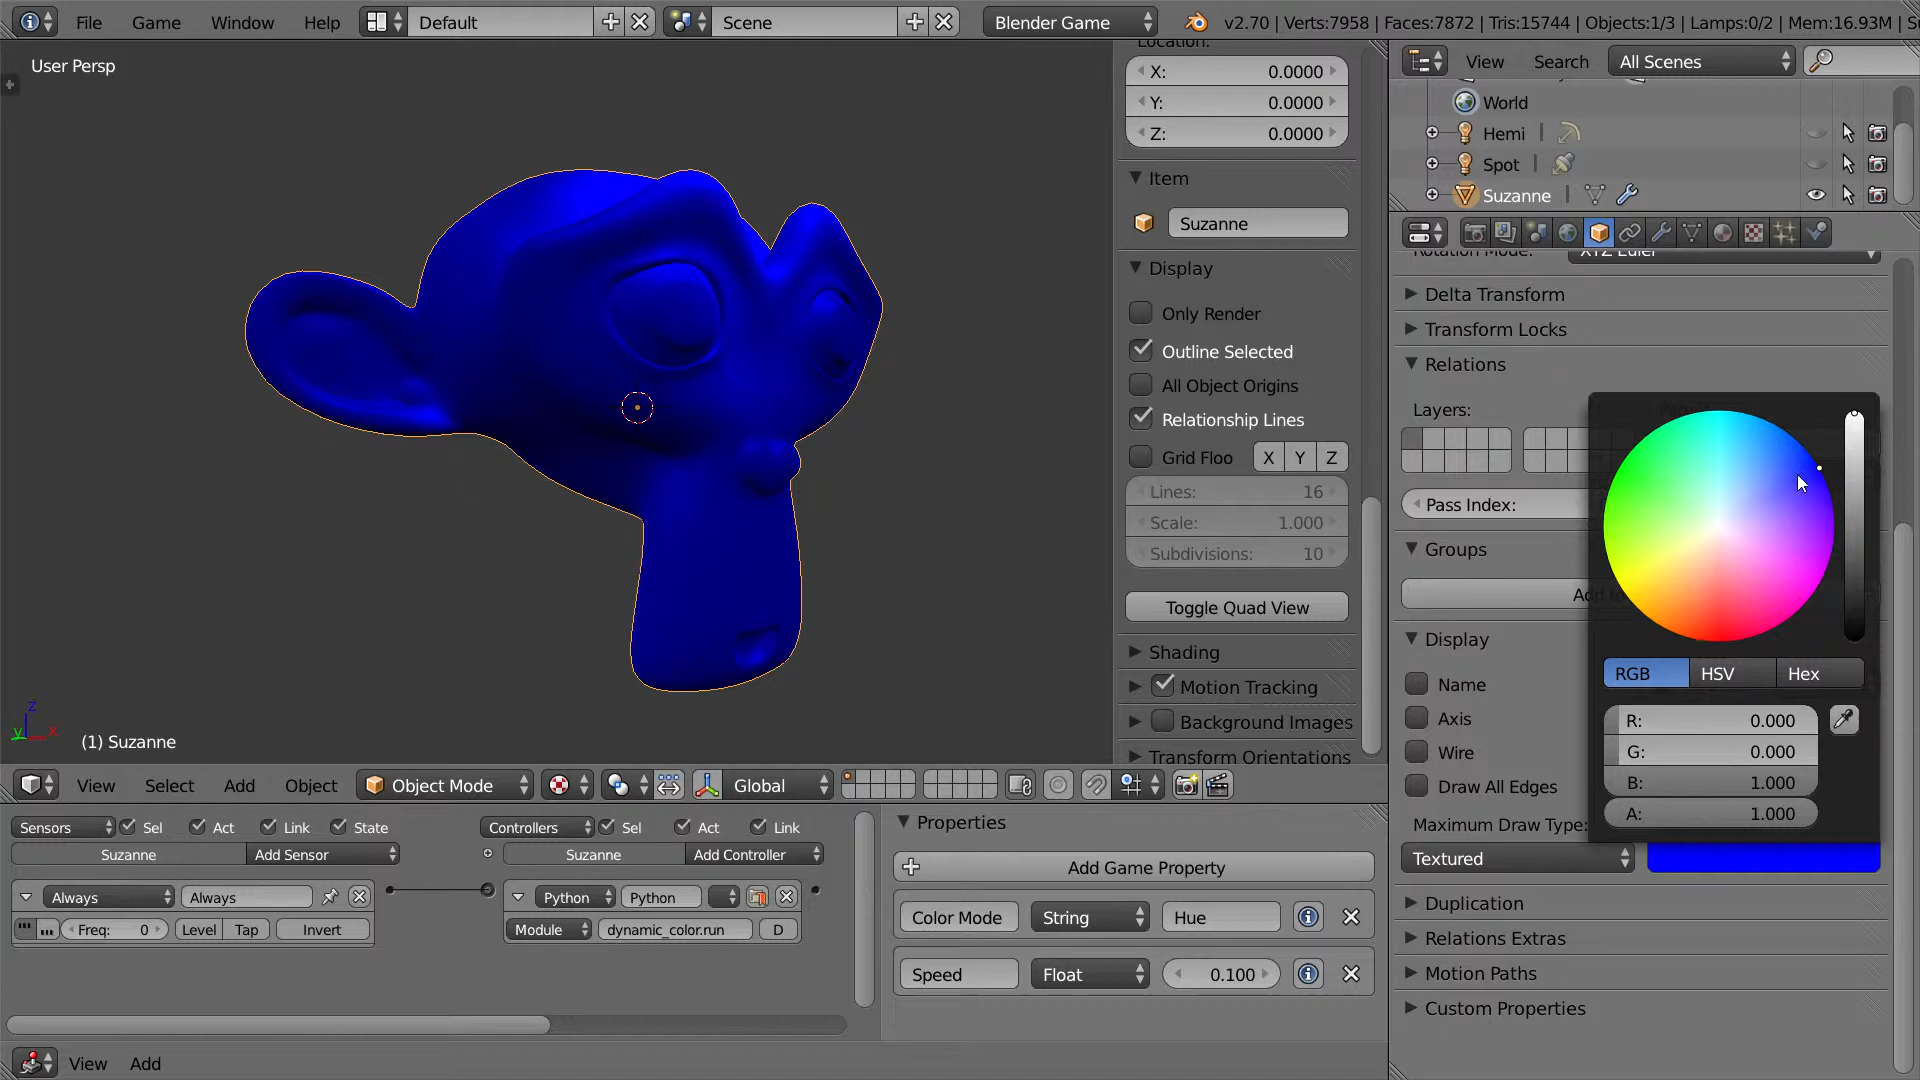 File Game Window Help Default Scene Blender Game v2.70 | Verts:7958 | Faces:7872 | Tris:15744 | Objects:1/3 | Lamps:0/2 | Mem:16.93M |
User Persp
(1) Suzanne
z
y
x
Location:
X: 0.0000
Y: 0.0000
Z: 0.0000
Item
Suzanne
Display
Only Render
Outline Selected
All Object Origins
Relationship Lines
Grid Floo X Y Z
Lines: 16
Scale: 1.000
Subdivisions: 10
Toggle Quad View
Shading
Motion Tracking
Background Images
Transform Orientations
View Search All Scenes
World
Hemi
Spot
Suzanne
Rotation Mode: XYZ Euler
Delta Transform
Transform Locks
Relations
Layers:
Pass Index:
Groups
Display
Name
Axis
Wire
Draw All Edges
Maximum Draw Type:
Textured
RGB HSV Hex
R: 0.000
G: 0.000
B: 1.000
A: 1.000
Duplication
Relations Extras
Motion Paths
Custom Properties
View Select Add Object Object Mode Global
Sensors Sel Act Link State
Suzanne Add Sensor
Always Always
Freq: 0 Level Tap Invert
Controllers Sel Act Link
Suzanne Add Controller
Python Python
Module dynamic_color.run D
Properties
Add Game Property
Color Mode String Hue
Speed Float 0.100
View Add